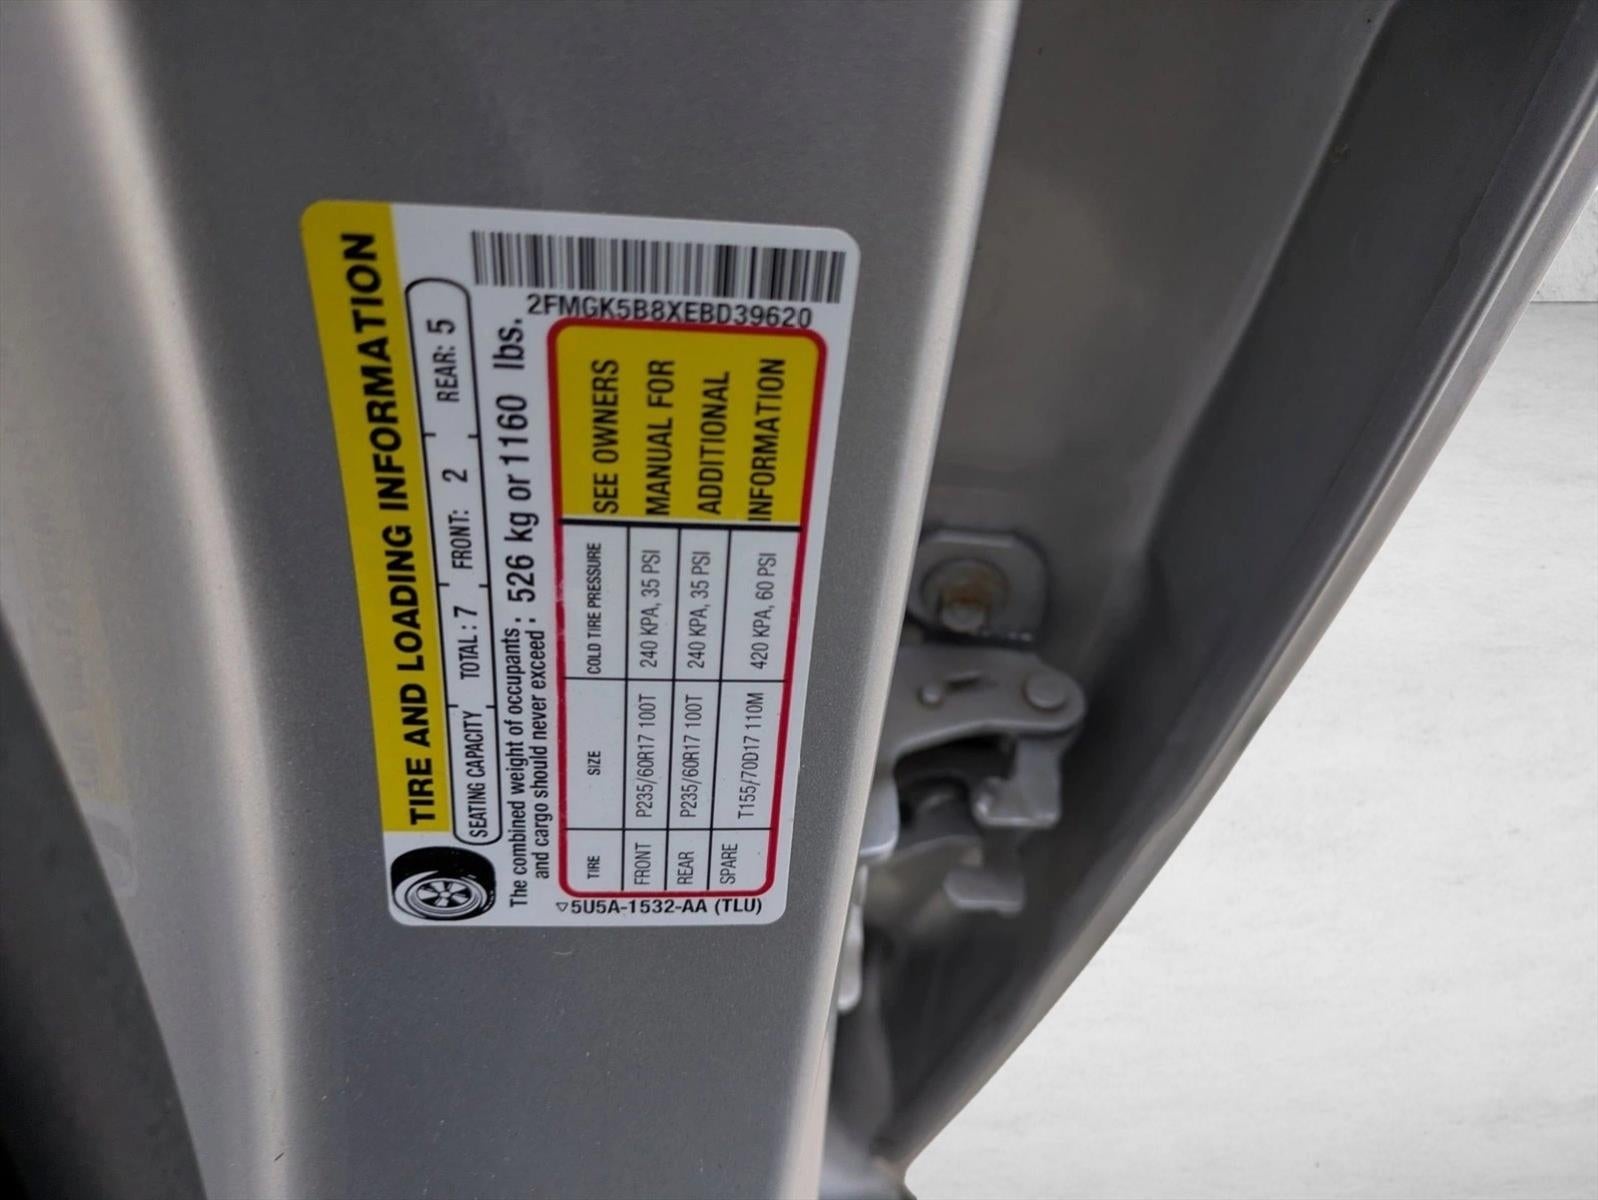 TIRE AND LOADING INFORMATION
SEATING CAPACITY TOTAL : 7 FRONT: 2 REAR: 5
The combined weight of occupants
and cargo should never exceed : 526 kg or 1160 lbs.
TIRE SIZE COLD TIRE PRESSURE
FRONT P235/60R17 100T 240 KPA, 35 PSI
REAR P235/60R17 100T 240 KPA, 35 PSI
SPARE T155/70D17 110M 420 KPA, 60 PSI
SEE OWNERS
MANUAL FOR
ADDITIONAL
INFORMATION
5U5A-1532-AA (TLU)
2FMGK5B8XEBD39620